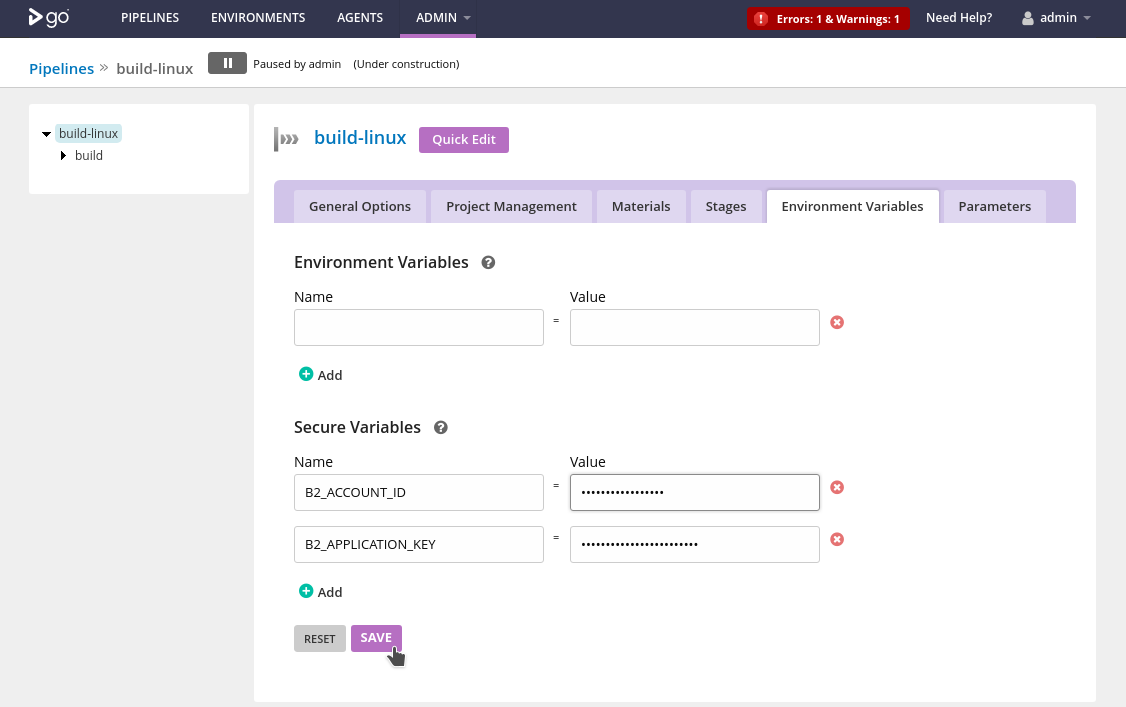 go PIPELINES ENVIRONMENTS AGENTS ADMIN Errors: 1 & Warnings: 1 Need Help? admin
Pipelines » build-linux Paused by admin (Under construction)
build-linux
build
build-linux Quick Edit
General Options Project Management Materials Stages Environment Variables Parameters
Environment Variables
Name Value
=
Add
Secure Variables
Name Value
B2_ACCOUNT_ID = •••••••••••••••••
B2_APPLICATION_KEY = ••••••••••••••••••••••••
Add
RESET SAVE